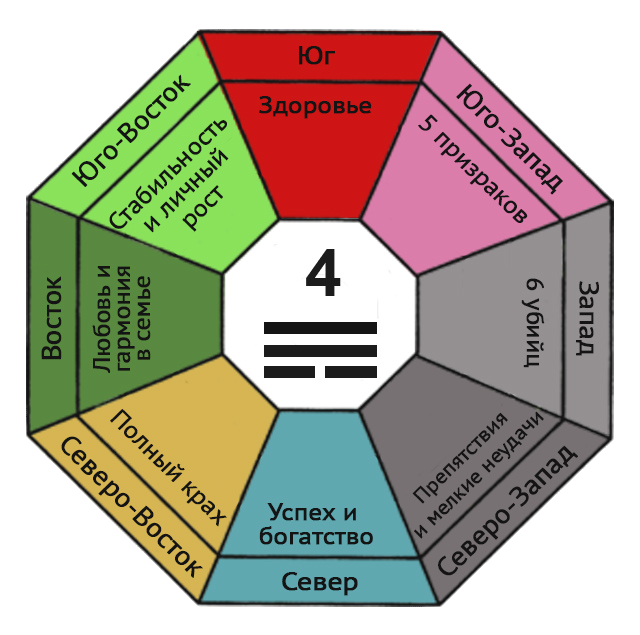 Юг
Здоровье
Юго-Запад
5 призраков
Запад
6 убийц
Северо-Запад
Препятствия
и мелкие неудачи
Север
Успех и
богатство
Северо-Восток
Полный крах
Восток
Любовь и
гармония
в семье
Юго-Восток
Стабильность
и личный
рост
4